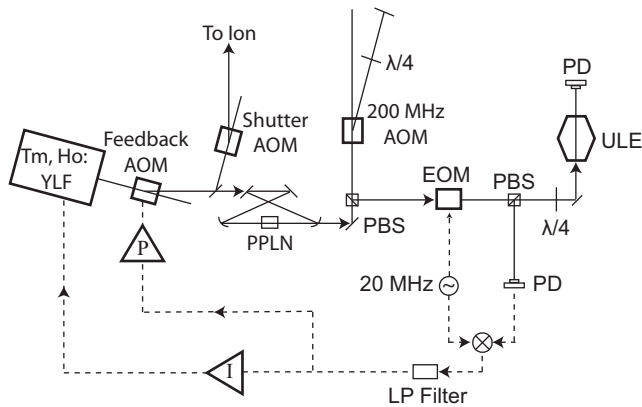 To Ion
λ/4
PD
Shutter
AOM
200 MHz
AOM
ULE
Feedback
AOM
Tm, Ho:
YLF
EOM
PBS
PPLN
PBS
λ/4
P
20 MHz
~
PD
I
LP Filter